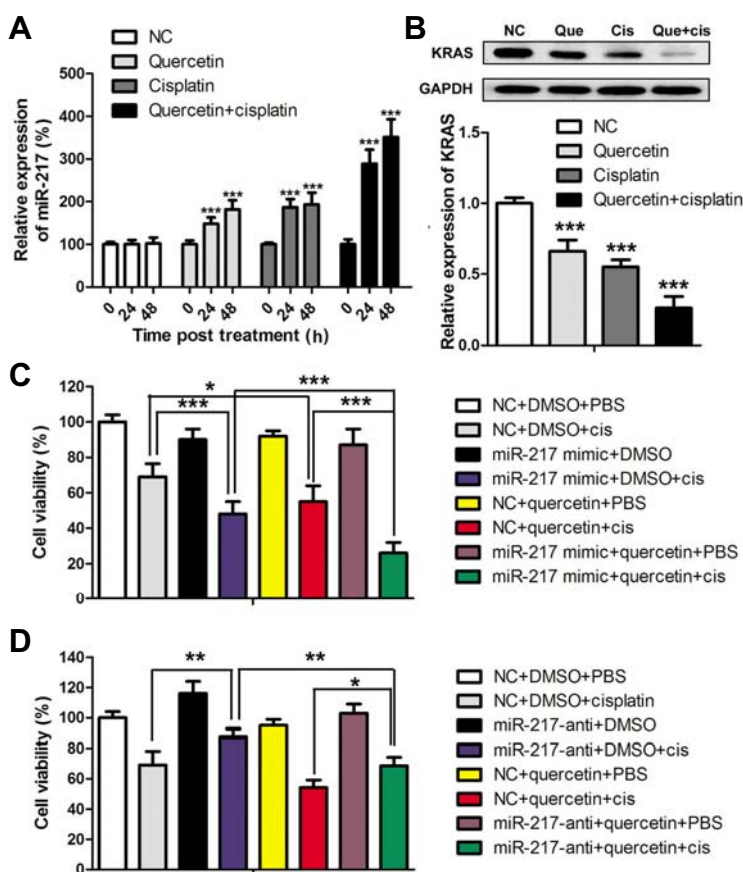 A
NC
Quercetin
Cisplatin
Quercetin+cisplatin
Relative expression
of miR-217 (%)
500
400
300
200
100
0
*** *** *** *** *** ***
0 24 48 0 24 48 0 24 48 0 24 48
Time post treatment (h)
B
NC Que Cis Que+cis
KRAS
GAPDH
NC
Quercetin
Cisplatin
Quercetin+cisplatin
Relative expression of KRAS
1.5
1.0
0.5
0.0
*** *** ***
C
Cell viability (%)
120
100
80
60
40
20
0
* ***
*** ***
NC+DMSO+PBS
NC+DMSO+cis
miR-217 mimic+DMSO
miR-217 mimic+DMSO+cis
NC+quercetin+PBS
NC+quercetin+cis
miR-217 mimic+quercetin+PBS
miR-217 mimic+quercetin+cis
D
Cell viability (%)
140
120
100
80
60
40
20
0
** **
*
NC+DMSO+PBS
NC+DMSO+cisplatin
miR-217-anti+DMSO
miR-217-anti+DMSO+cis
NC+quercetin+PBS
NC+quercetin+cis
miR-217-anti+quercetin+PBS
miR-217-anti+quercetin+cis